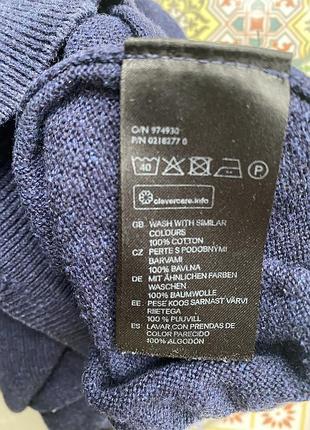 O/N 974930
P/N 0218277 0
40 P
clevercare.info
GB WASH WITH SIMILAR
COLOURS
100% COTTON
CZ PERTE S PODOBNÝMI
BARVAMI
100% BAVLNA
DE MIT ÄHNLICHEN FARBEN
WASCHEN
100% BAUMWOLLE
EE PESE KOOS SARNAST VÄRVI
RIIETEGA
100 % PUUVILL
ES LAVAR CON PRENDAS DE
COLOR PARECIDO
100% ALGODÓN